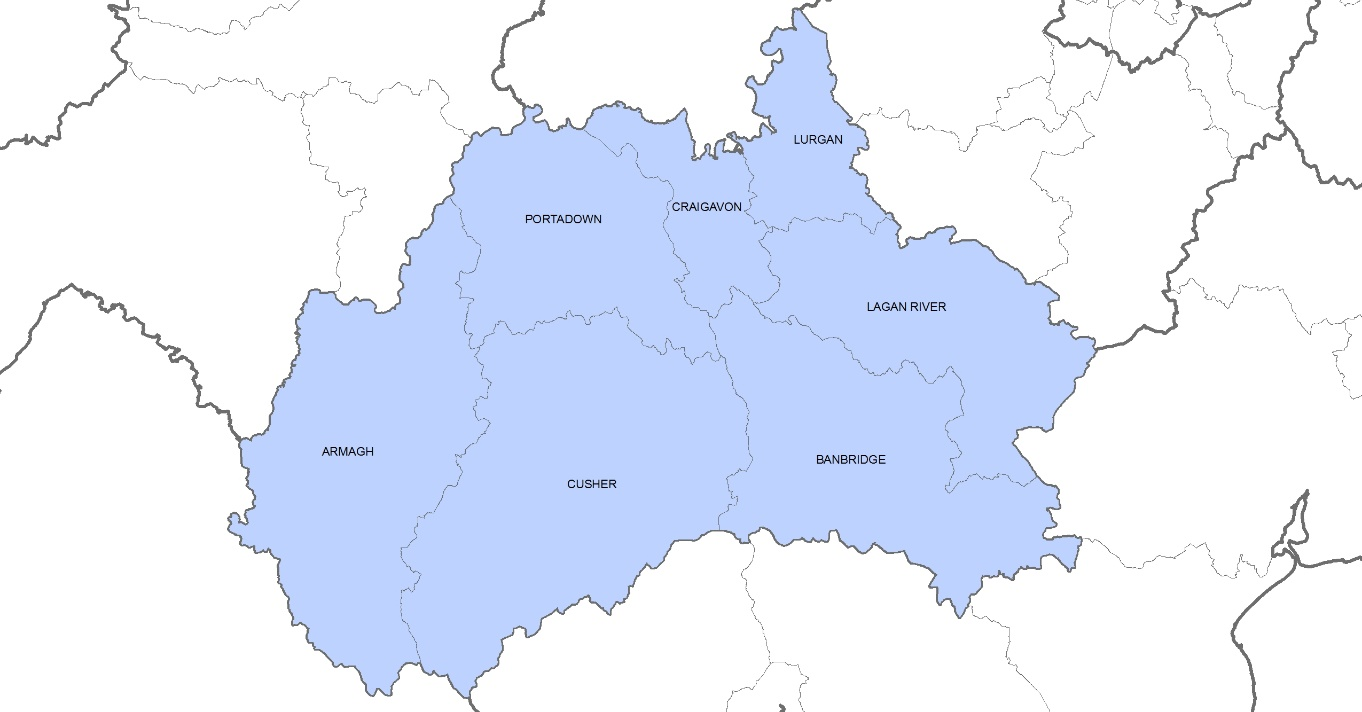 LURGAN
CRAIGAVON
PORTADOWN
LAGAN RIVER
ARMAGH
BANBRIDGE
CUSHER